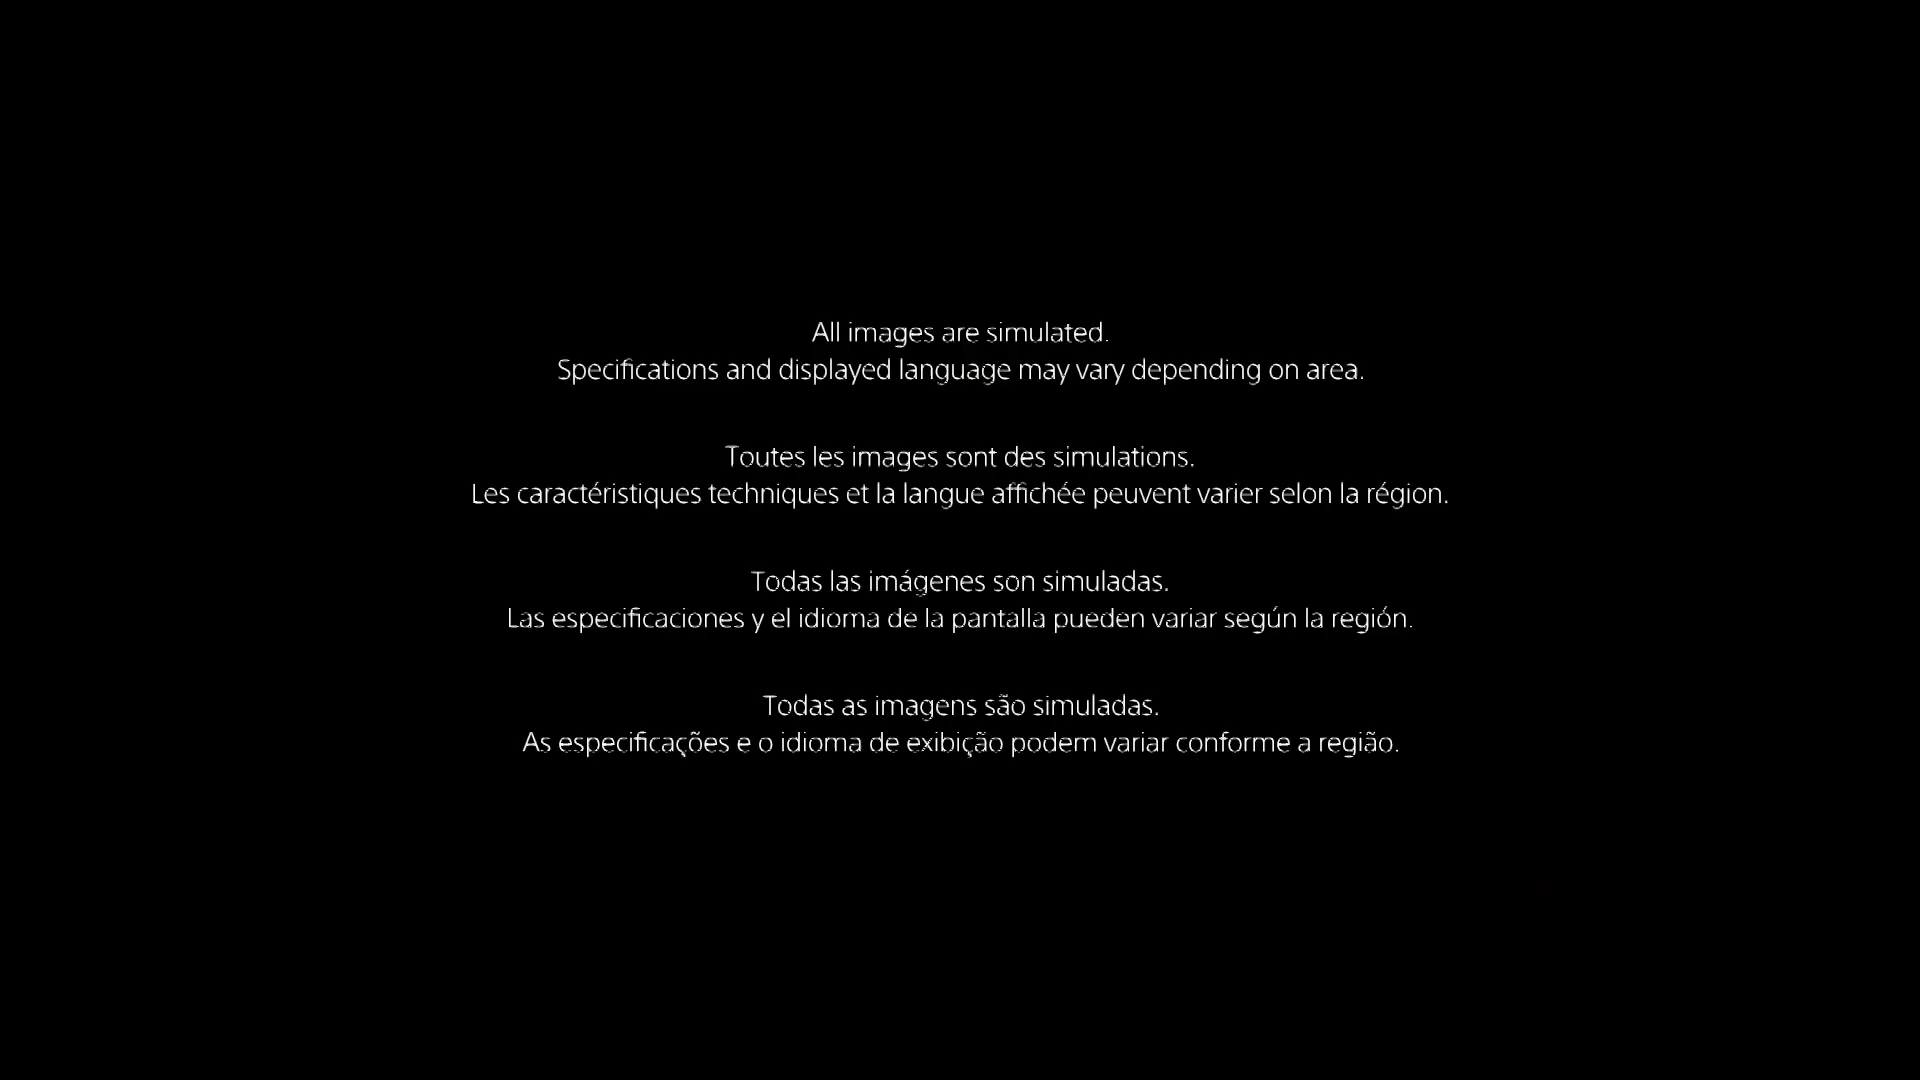 All images are simulated.
Specifications and displayed language may vary depending on area.
Toutes les images sont des simulations.
Les caractéristiques techniques et la langue affichée peuvent varier selon la région.
Todas las imágenes son simuladas.
Las especificaciones y el idioma de la pantalla pueden variar según la región.
Todas as imagens são simuladas.
As especificações e o idioma de exibição podem variar conforme a região.